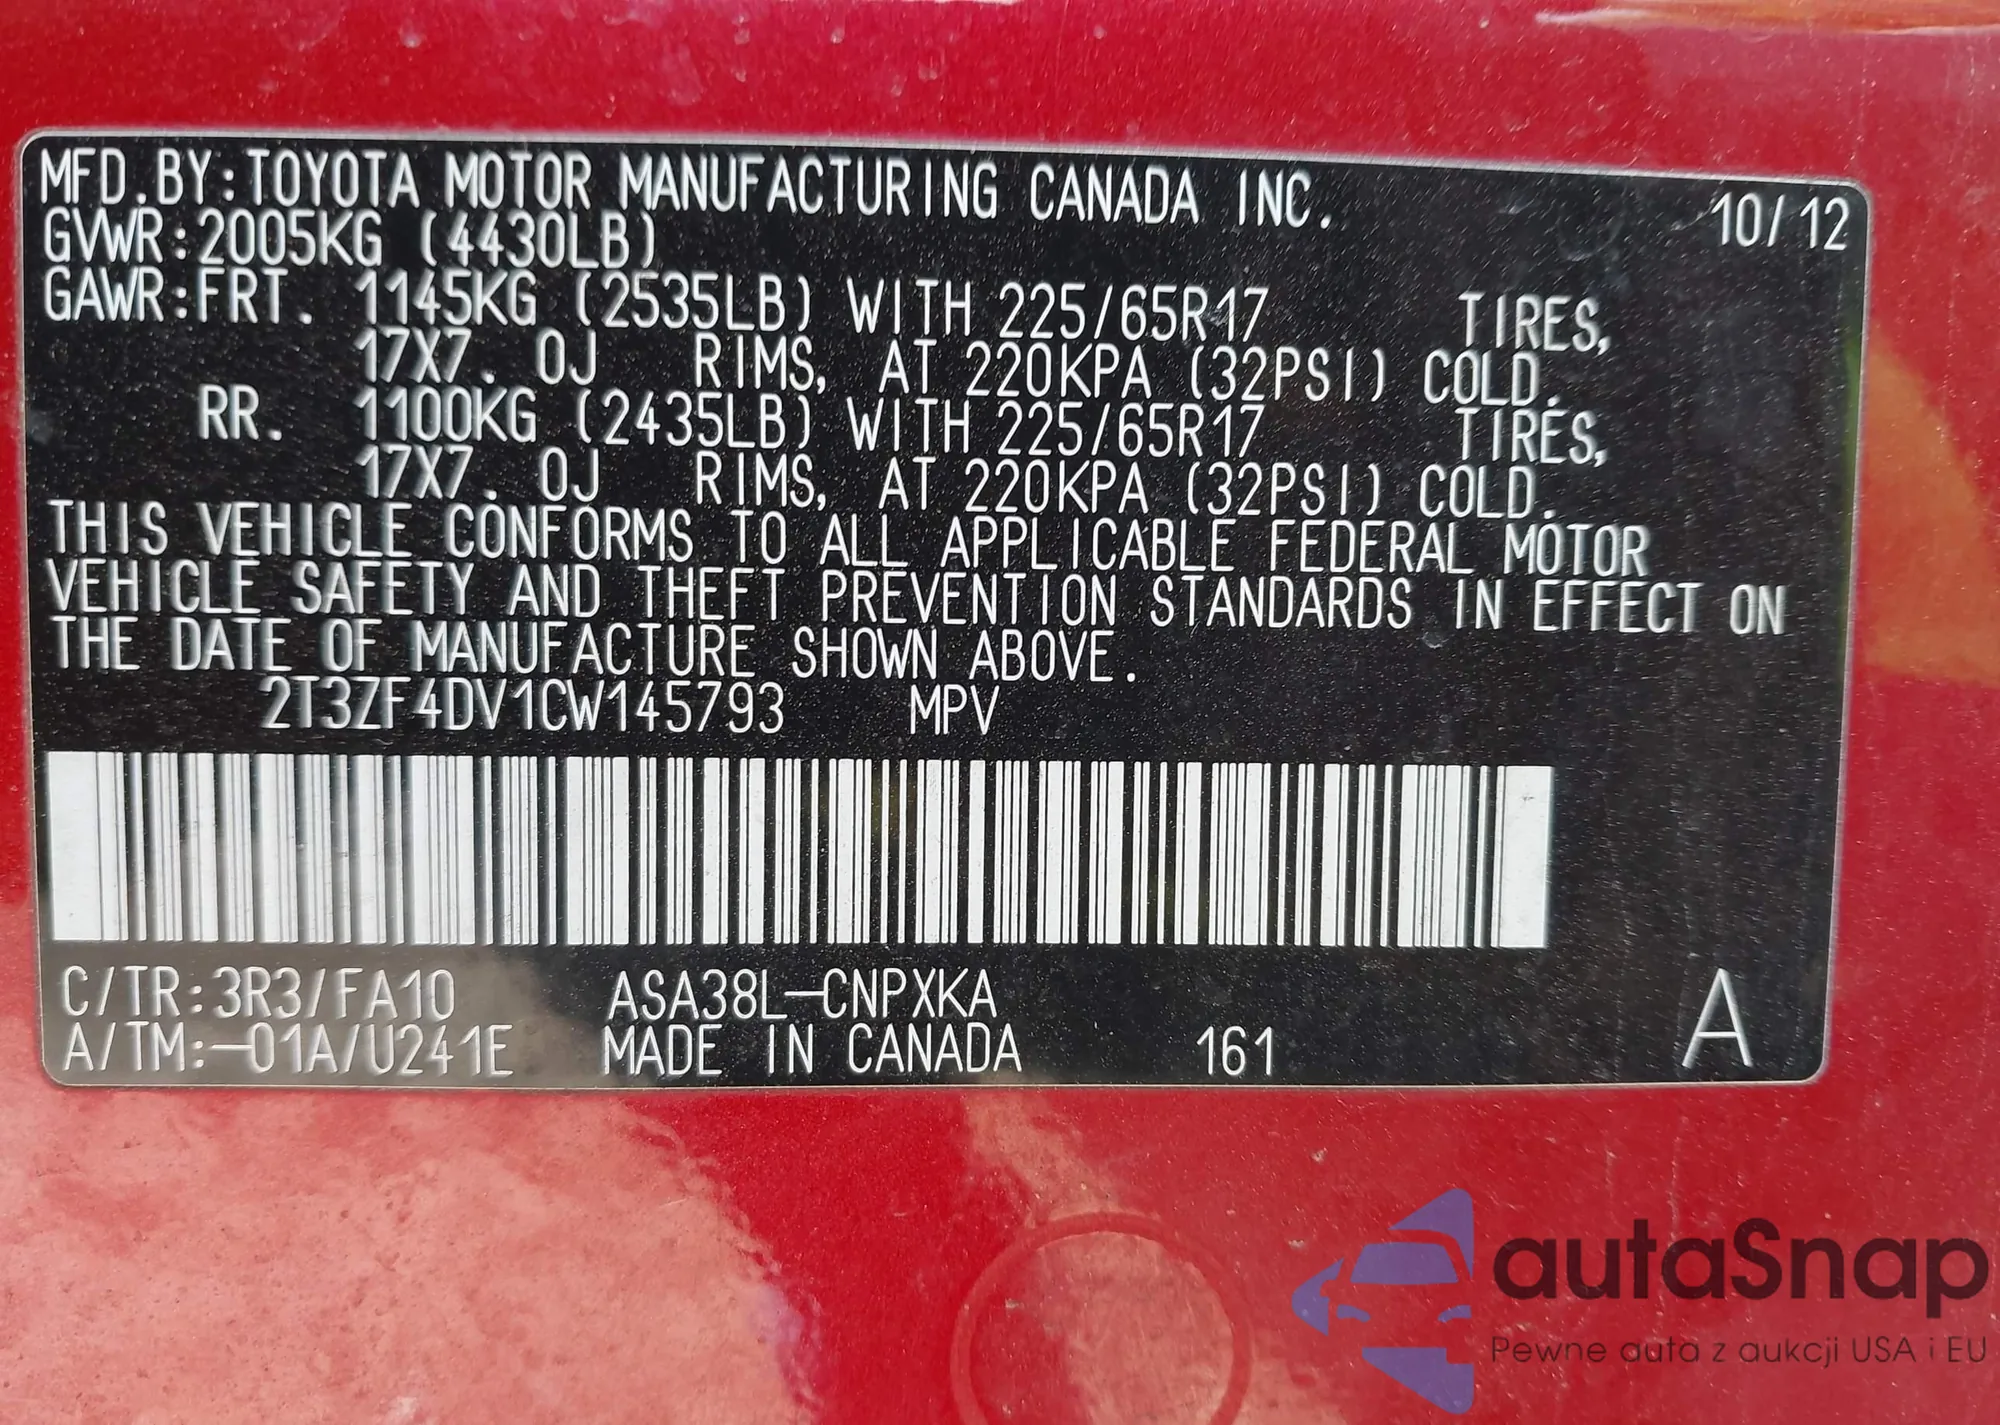 MFD.BY:TOYOTA MOTOR MANUFACTURING CANADA INC. 10/12
GVWR:2005KG (4430LB)
GAWR:FRT. 1145KG (2535LB) WITH 225/65R17 TIRES,
17X7.0J RIMS, AT 220KPA (32PSI) COLD.
RR. 1100KG (2435LB) WITH 225/65R17 TIRES,
17X7.0J RIMS, AT 220KPA (32PSI) COLD.
THIS VEHICLE CONFORMS TO ALL APPLICABLE FEDERAL MOTOR
VEHICLE SAFETY AND THEFT PREVENTION STANDARDS IN EFFECT ON
THE DATE OF MANUFACTURE SHOWN ABOVE.
2T3ZF4DV1CW145793 MPV
C/TR:3R3/FA10 ASA38L-CNPXKA
A/TM:-01A/U241E MADE IN CANADA 161 A
autaSnap
Pewne auta z aukcji USA i EU